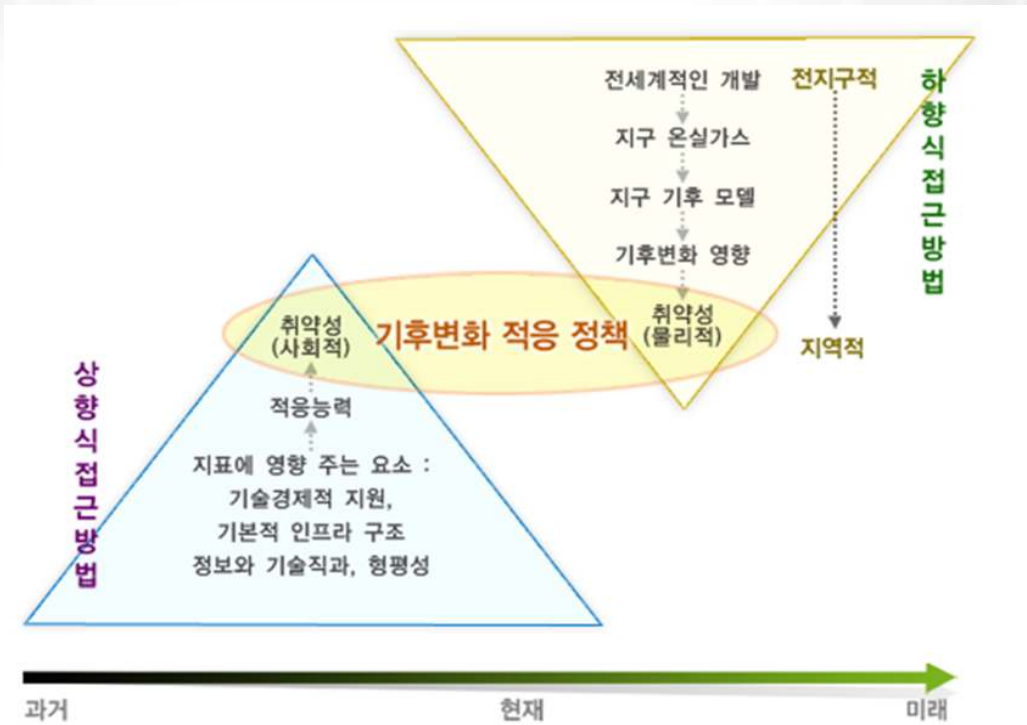 전세계적인 개발
전지구적
지구 온실가스
지구 기후 모델
기후변화 영향
취약성
(물리적)
지역적
하향식접근방법
기후변화 적응 정책
취약성
(사회적)
적응능력
지표에 영향 주는 요소 :
기술경제적 지원,
기본적 인프라 구조
정보와 기술직과, 형평성
상향식접근방법
과거
현재
미래